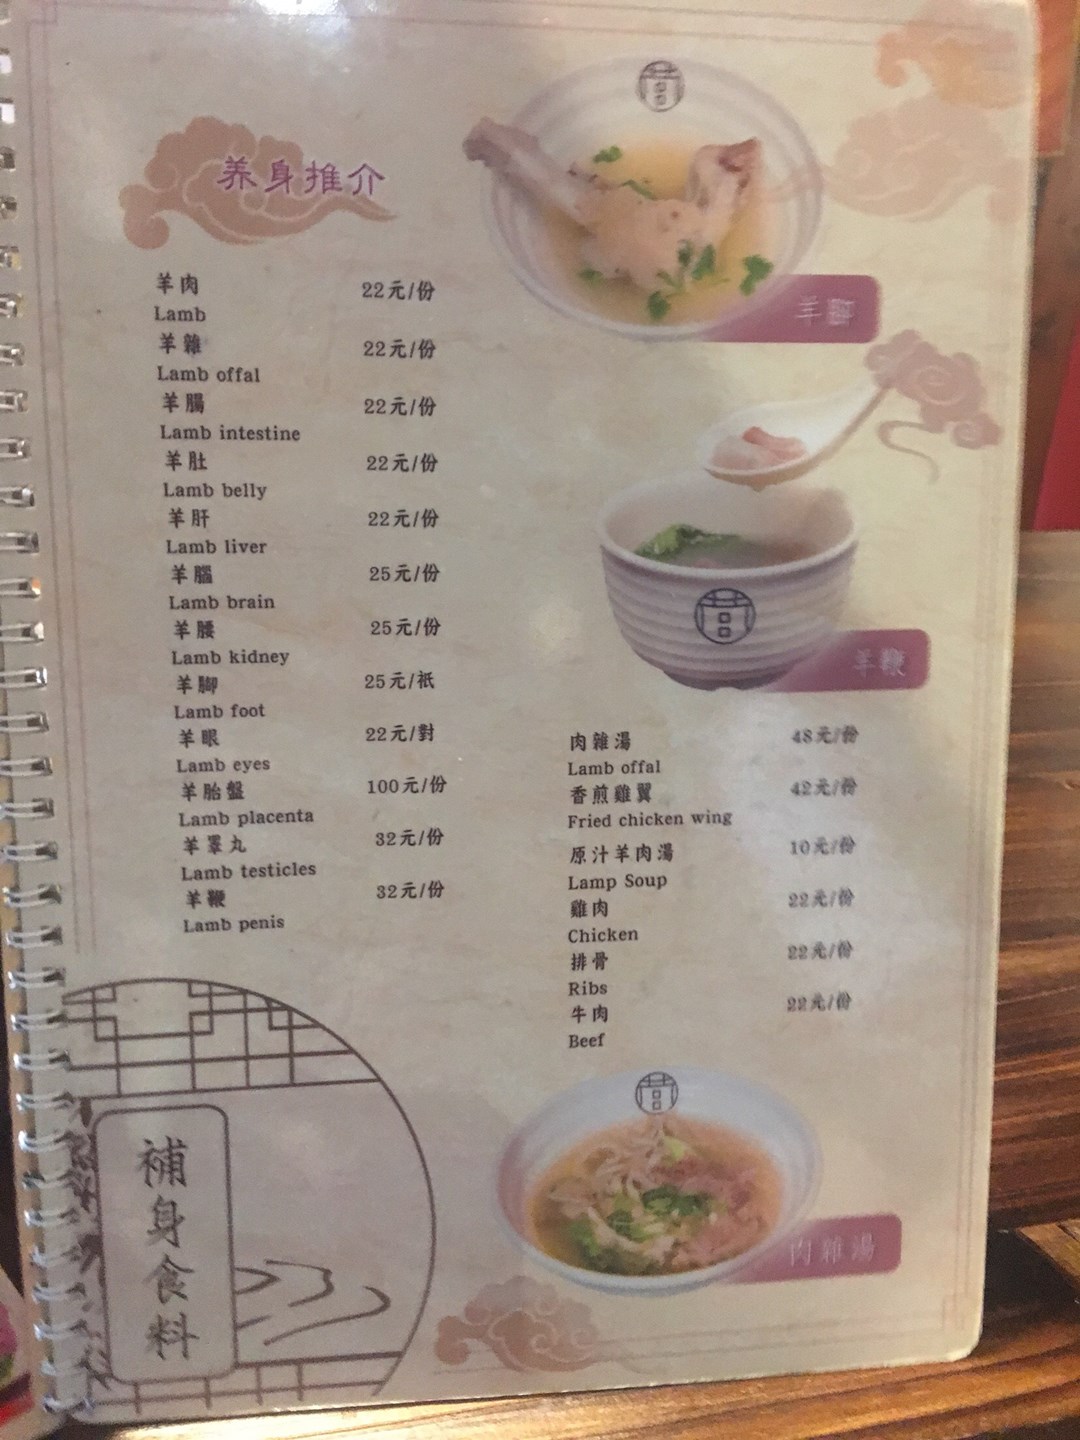 养身推介
羊肉 22元/份
Lamb
羊雜 22元/份
Lamb offal
羊腸 22元/份
Lamb intestine
羊肚 22元/份
Lamb belly
羊肝 22元/份
Lamb liver
羊腦 25元/份
Lamb brain
羊腰 25元/份
Lamb kidney
羊腳 25元/祇
Lamb foot
羊眼 22元/對
Lamb eyes
羊胎盤 100元/份
Lamb placenta
羊睪丸 32元/份
Lamb testicles
羊鞭 32元/份
Lamb penis
羊腳
羊鞭
肉雜湯 48元/份
Lamb offal
香煎雞翼 42元/份
Fried chicken wing
原汁羊肉湯 10元/份
Lamp Soup
雞肉 22元/份
Chicken
排骨 22元/份
Ribs
牛肉 22元/份
Beef
肉雜湯
補身食料